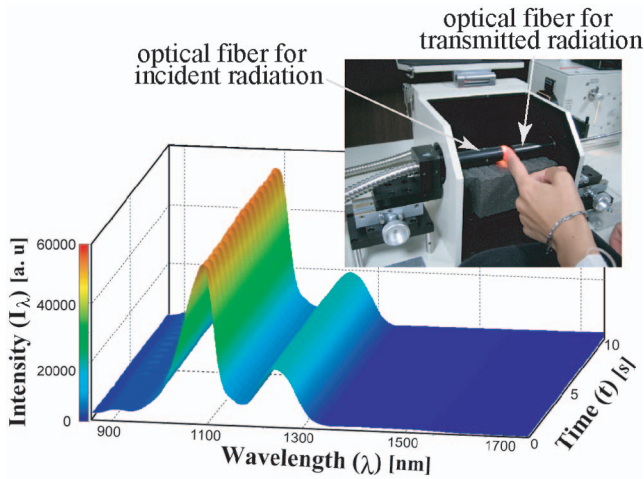 optical fiber for
transmitted radiation
optical fiber for
incident radiation
60000
40000
20000
0
Intensity (I λ) [a. u]
900
1100
1300
1500
1700
Wavelength (λ) [nm]
0
5
10
Time (t) [s]